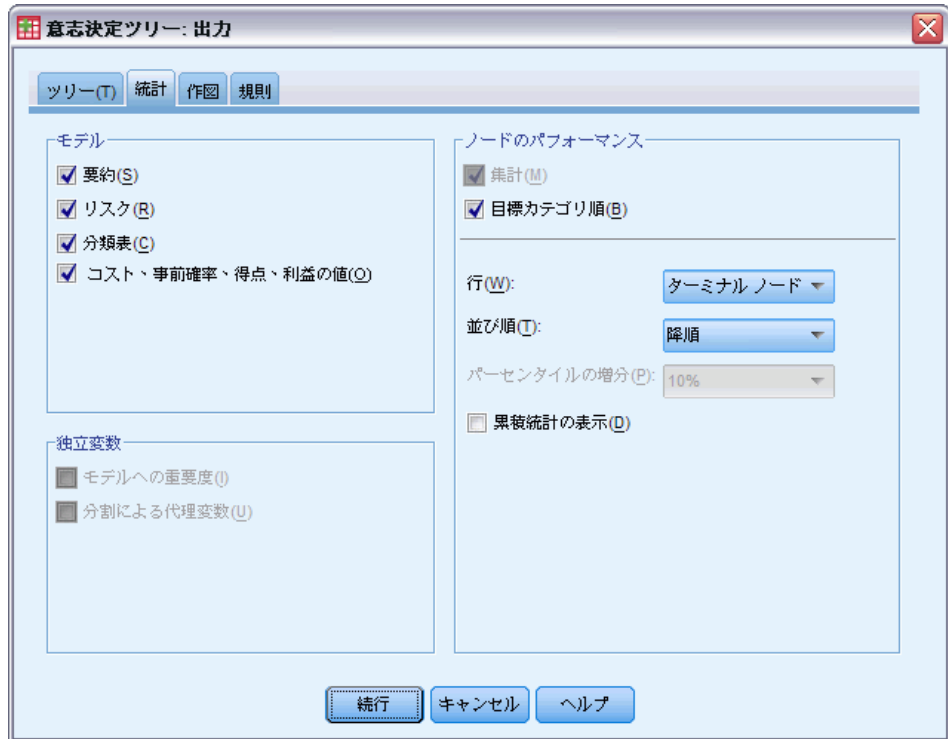 意志決定ツリー: 出力
ツリー(T) 統計 作図 規則
モデル
要約(S)
リスク(R)
分類表(C)
コスト、事前確率、得点、利益の値(O)
独立変数
モデルへの重要度(I)
分割による代理変数(U)
ノードのパフォーマンス
集計(M)
目標カテゴリ順(B)
行(W): ターミナル ノード
並び順(T): 降順
パーセンタイルの増分(P): 10%
累積統計の表示(D)
続行 キャンセル ヘルプ